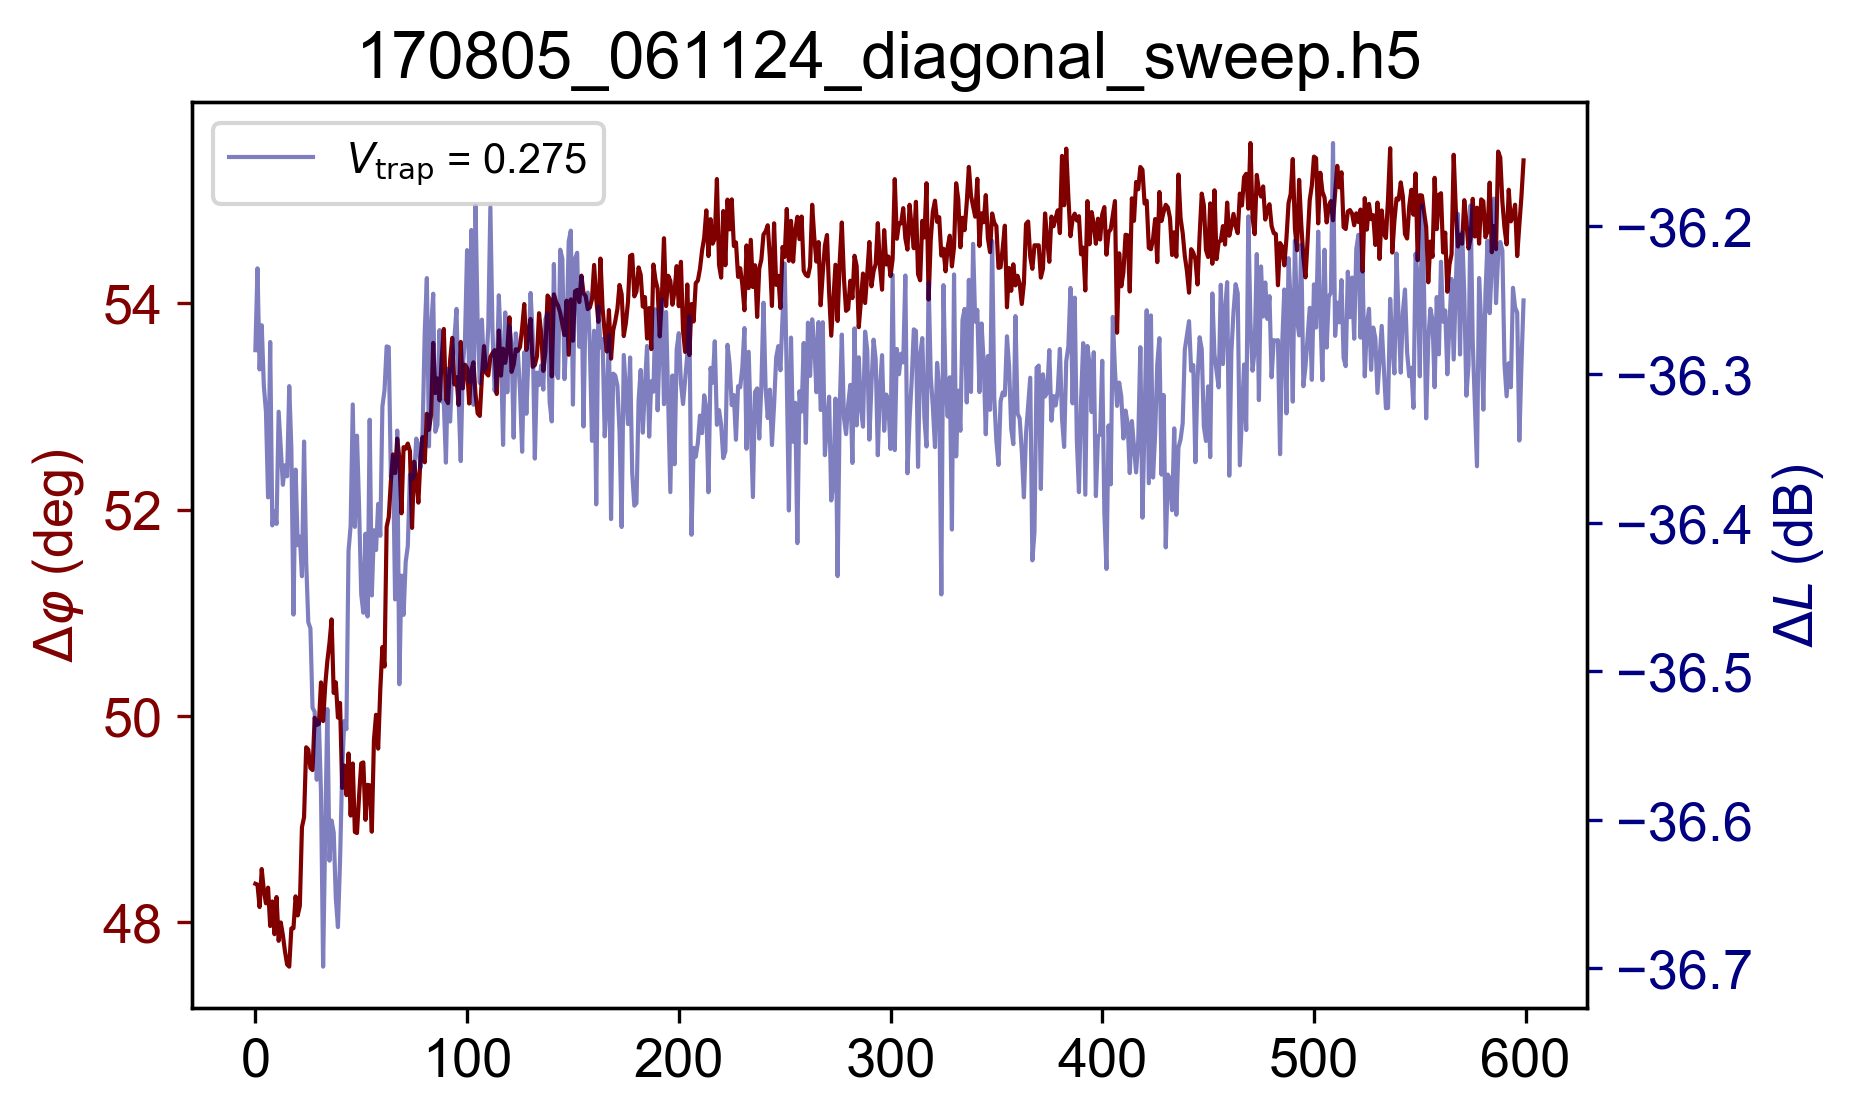 170805_061124_diagonal_sweep.h5
V_trap = 0.275
Δφ (deg)
54
52
50
48
ΔL (dB)
−36.2
−36.3
−36.4
−36.5
−36.6
−36.7
0 100 200 300 400 500 600